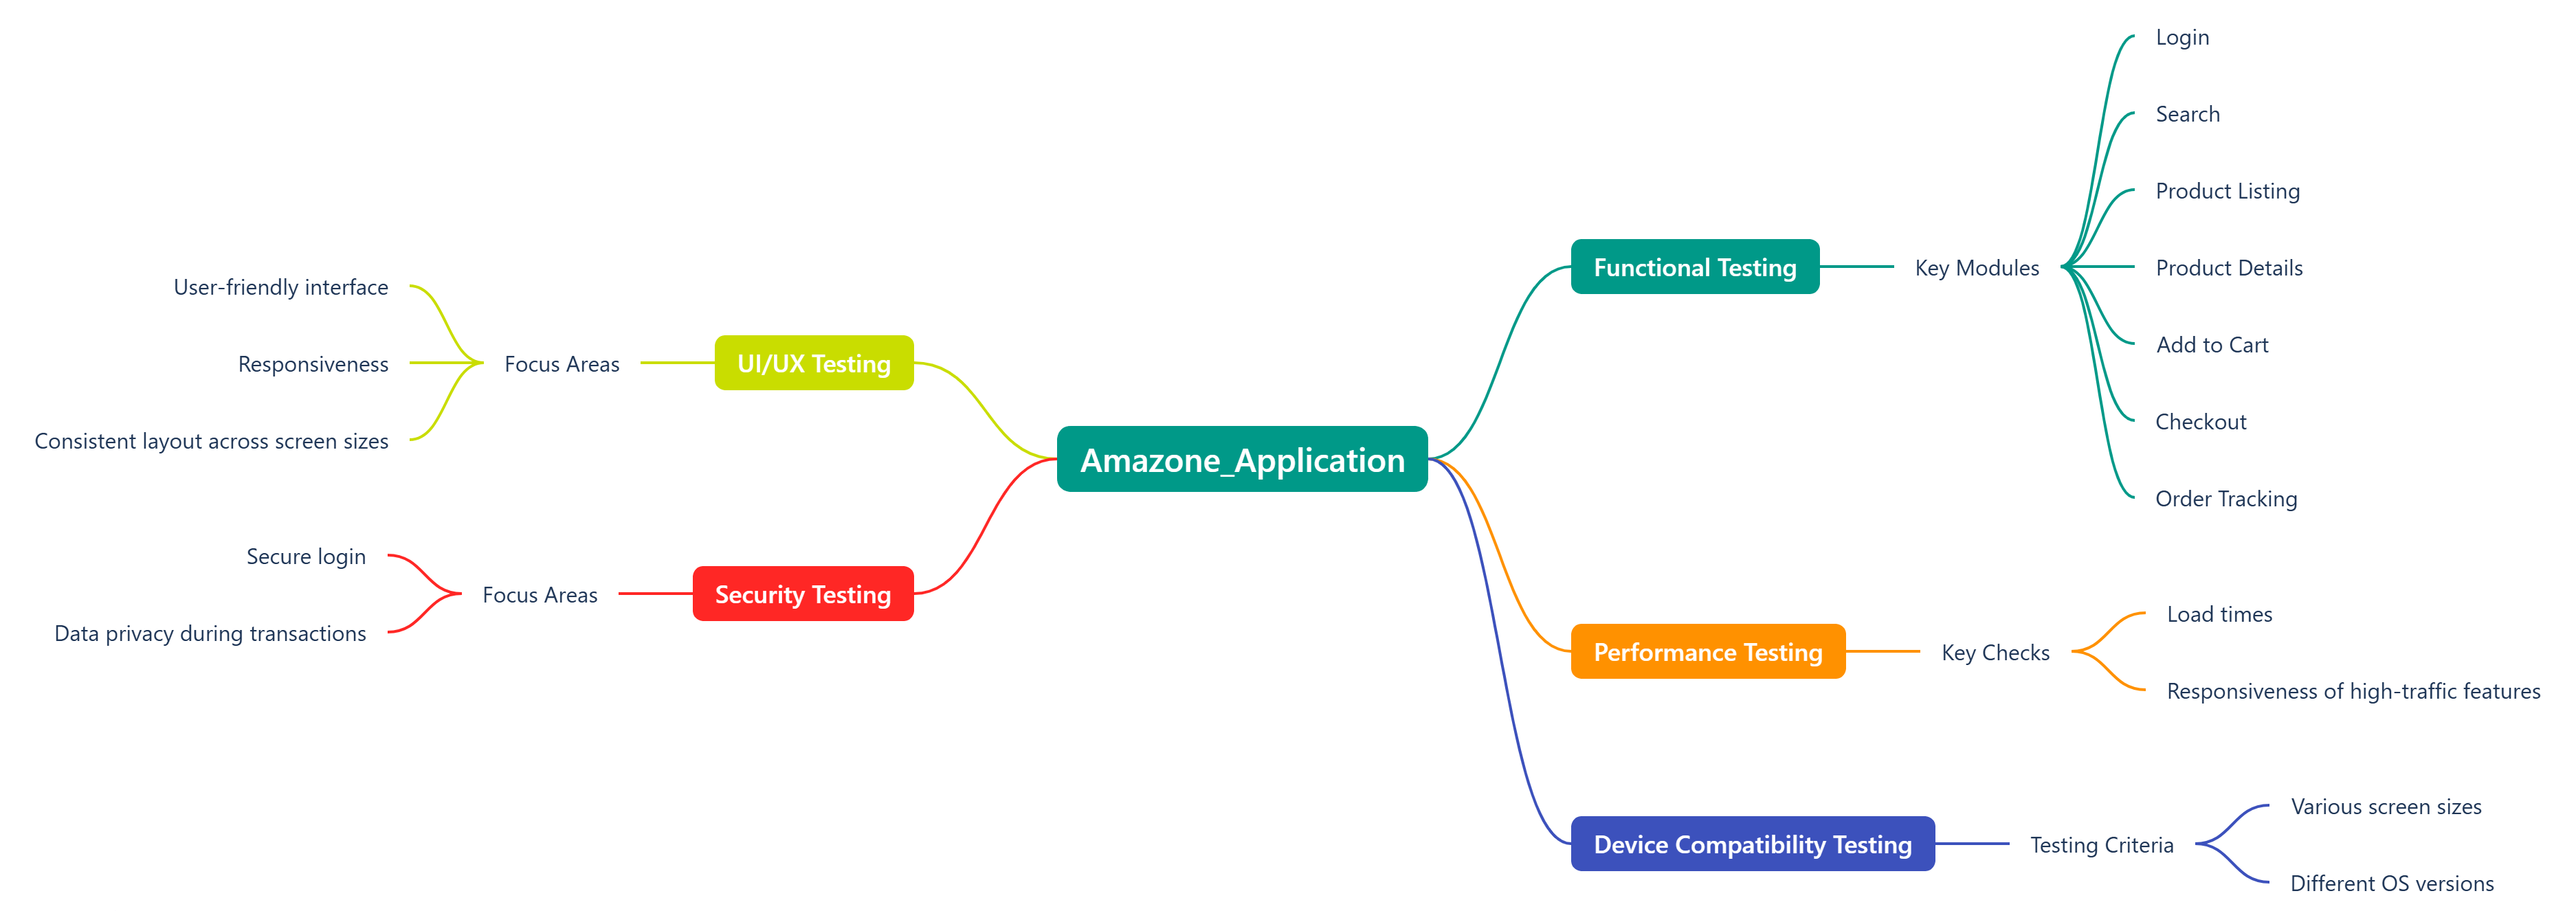 Amazone_Application
Functional Testing
Key Modules
Login
Search
Product Listing
Product Details
Add to Cart
Checkout
Order Tracking
Performance Testing
Key Checks
Load times
Responsiveness of high-traffic features
Device Compatibility Testing
Testing Criteria
Various screen sizes
Different OS versions
UI/UX Testing
Focus Areas
User-friendly interface
Responsiveness
Consistent layout across screen sizes
Security Testing
Focus Areas
Secure login
Data privacy during transactions